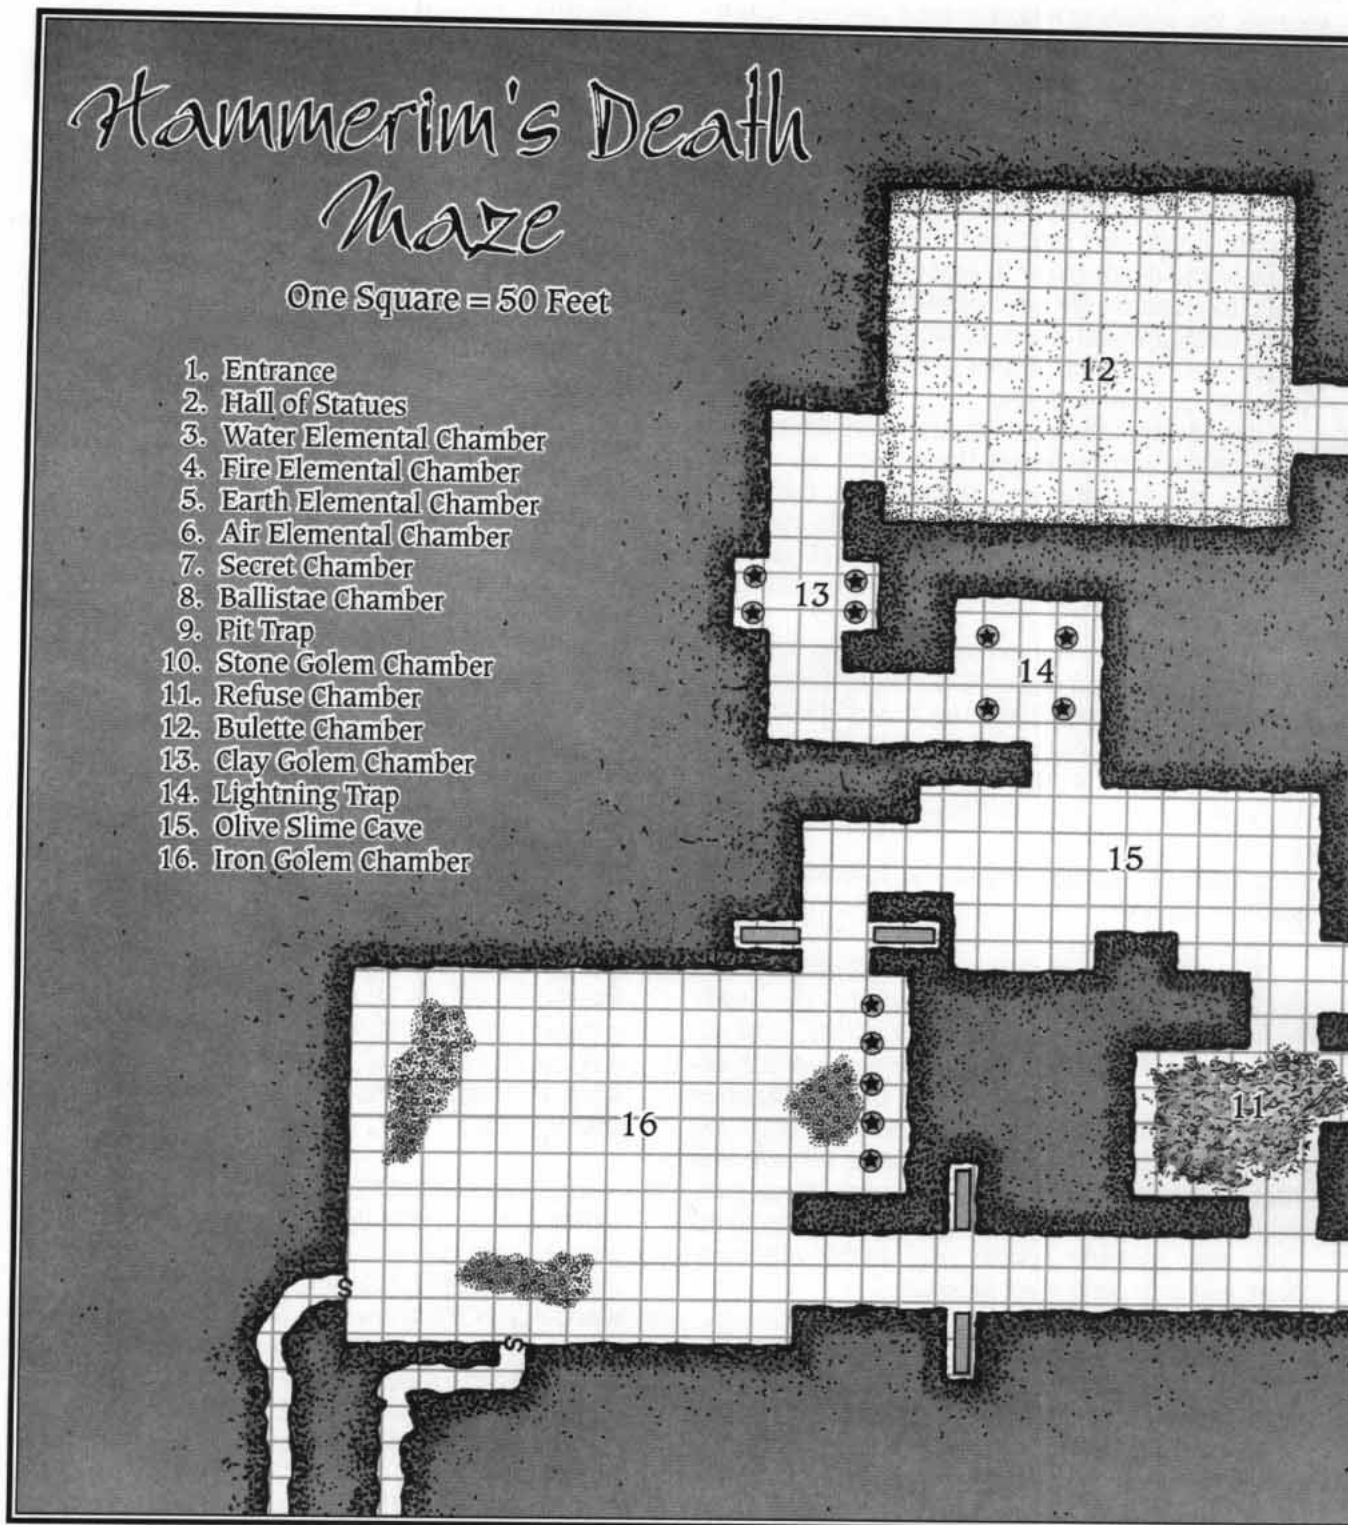 Hammerim's Death
Maze
One Square = 50 Feet
1. Entrance
2. Hall of Statues
3. Water Elemental Chamber
4. Fire Elemental Chamber
5. Earth Elemental Chamber
6. Air Elemental Chamber
7. Secret Chamber
8. Ballistae Chamber
9. Pit Trap
10. Stone Golem Chamber
11. Refuse Chamber
12. Bulette Chamber
13. Clay Golem Chamber
14. Lightning Trap
15. Olive Slime Cave
16. Iron Golem Chamber
12
13
14
15
16
11
S
S